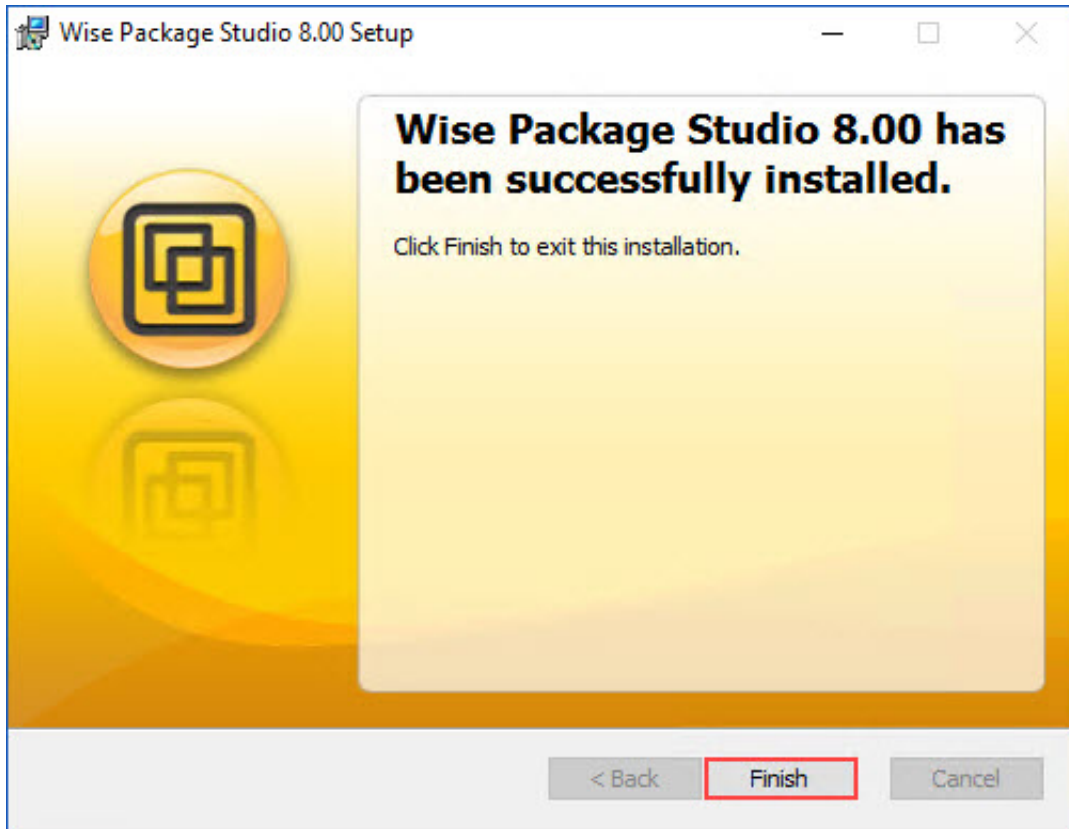 Wise Package Studio 8.00 Setup
Wise Package Studio 8.00 has
been successfully installed.
Click Finish to exit this installation.
< Back
Finish
Cancel